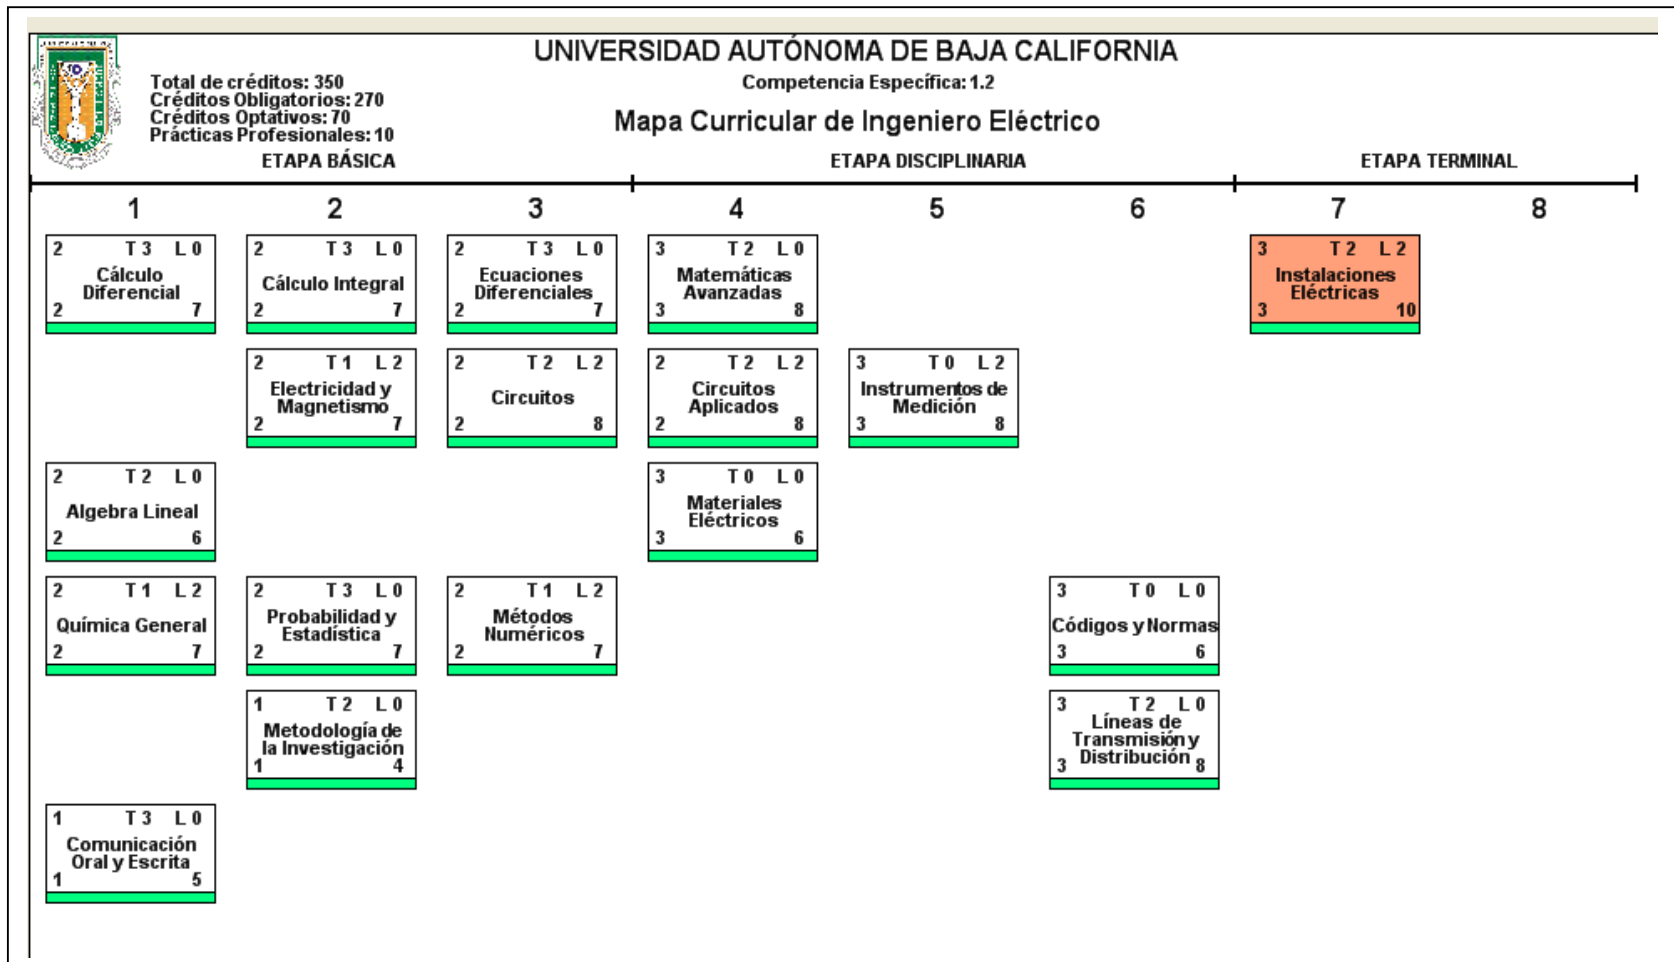 UNIVERSIDAD AUTÓNOMA DE BAJA CALIFORNIA
Competencia Específica: 1.2
Mapa Curricular de Ingeniero Eléctrico
Total de créditos: 350
Créditos Obligatorios: 270
Créditos Optativos: 70
Prácticas Profesionales: 10
ETAPA BÁSICA ETAPA DISCIPLINARIA ETAPA TERMINAL
1 2 3 4 5 6 7 8
2 T 3 L 0
Cálculo
Diferencial
2 7
2 T 3 L 0
Cálculo Integral
2 7
2 T 3 L 0
Ecuaciones
Diferenciales
2 7
3 T 2 L 0
Matemáticas
Avanzadas
3 8
3 T 2 L 2
Instalaciones
Eléctricas
3 10
2 T 1 L 2
Electricidad y
Magnetismo
2 7
2 T 2 L 2
Circuitos
2 8
2 T 2 L 2
Circuitos
Aplicados
2 8
3 T 0 L 2
Instrumentos de
Medición
3 8
2 T 2 L 0
Algebra Lineal
2 6
3 T 0 L 0
Materiales
Eléctricos
3 6
2 T 1 L 2
Química General
2 7
2 T 3 L 0
Probabilidad y
Estadística
2 7
2 T 1 L 2
Métodos
Numéricos
2 7
3 T 0 L 0
Códigos y Normas
3 6
1 T 2 L 0
Metodología de
la Investigación
1 4
3 T 2 L 0
Líneas de
Transmisión y
Distribución
3 8
1 T 3 L 0
Comunicación
Oral y Escrita
1 5